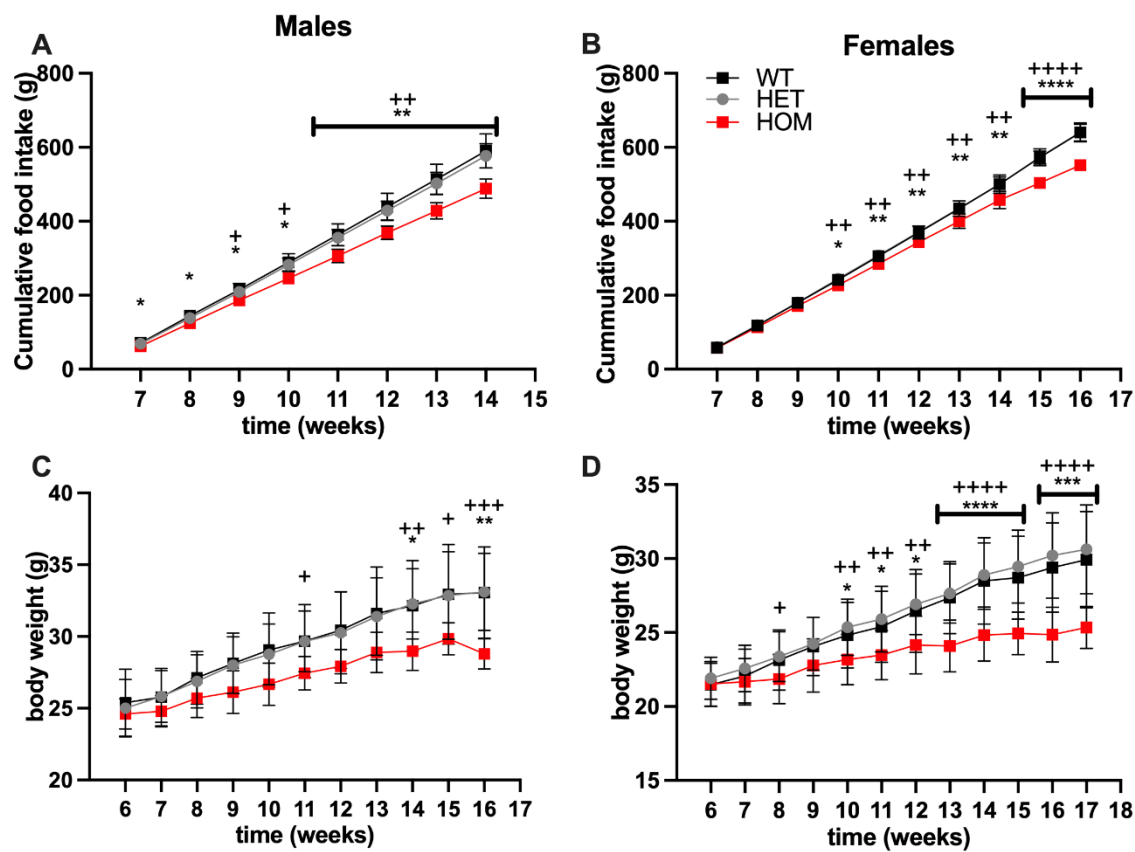 Males
Females
A
B
Cumulative food intake (g)
800
600
400
200
0
*
*
+
*
+
*
++
**
7 8 9 10 11 12 13 14 15
time (weeks)
Cummulative food intake (g)
800
600
400
200
0
WT
HET
HOM
++
*
++
**
++
**
++
**
++
**
++++
****
7 8 9 10 11 12 13 14 15 16 17
time (weeks)
C
D
body weight (g)
40
35
30
25
20
+
++
*
+
+++
**
6 7 8 9 10 11 12 13 14 15 16 17
time (weeks)
body weight (g)
35
30
25
20
15
+
++
*
++
*
++
*
++++
****
++++
***
6 7 8 9 10 11 12 13 14 15 16 17 18
time (weeks)